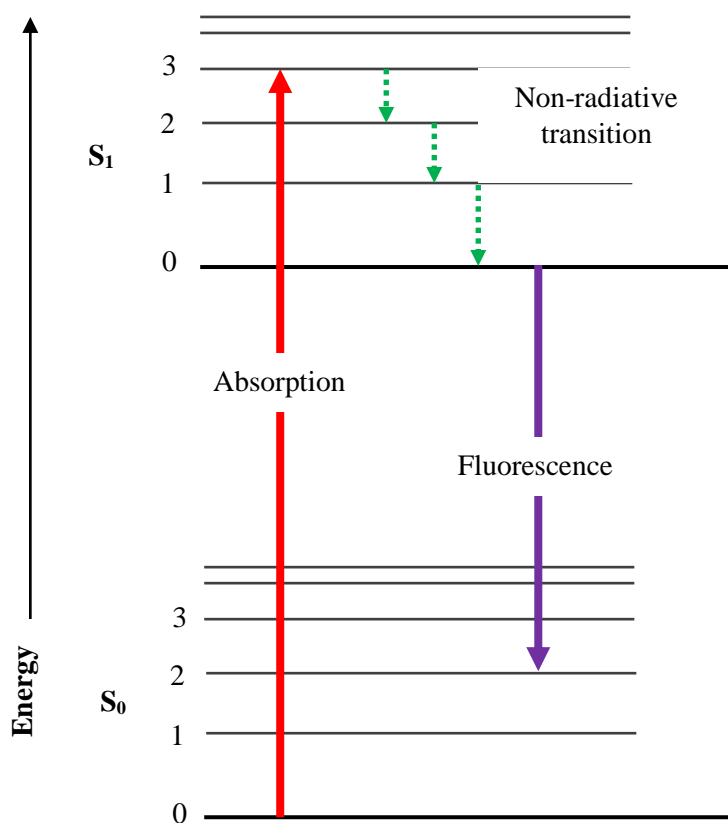 3
Non-radiative
transition
2
S₁
1
0
Absorption
Fluorescence
3
2
S₀
1
0
Energy